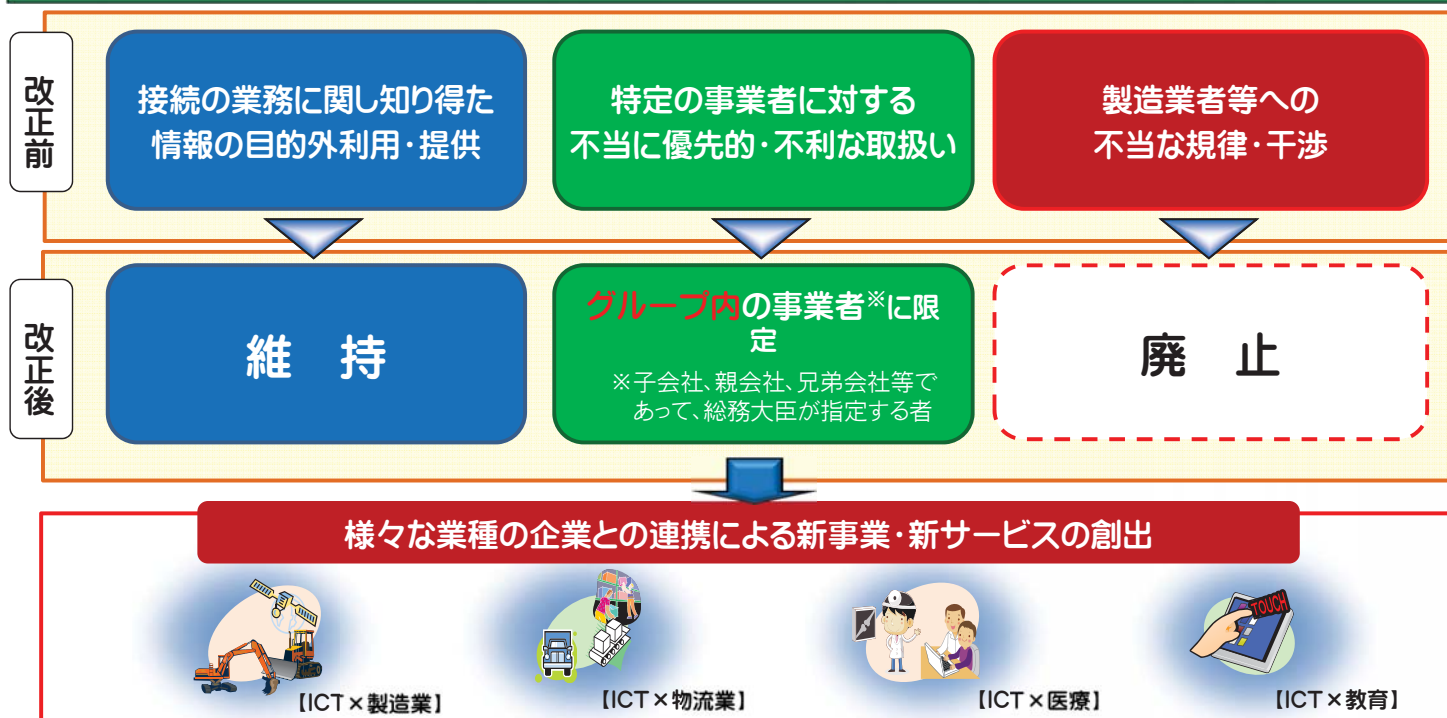 改正前
接続の業務に関し知り得た
情報の目的外利用・提供
特定の事業者に対する
不当に優先的・不利な取扱い
製造業者等への
不当な規律・干渉
改正後
維　持
グループ内の事業者※に限
定
※子会社、親会社、兄弟会社等で
あって、総務大臣が指定する者
廃　止
様々な業種の企業との連携による新事業・新サービスの創出
TOUCH
【ICT×製造業】
【ICT×物流業】
【ICT×医療】
【ICT×教育】